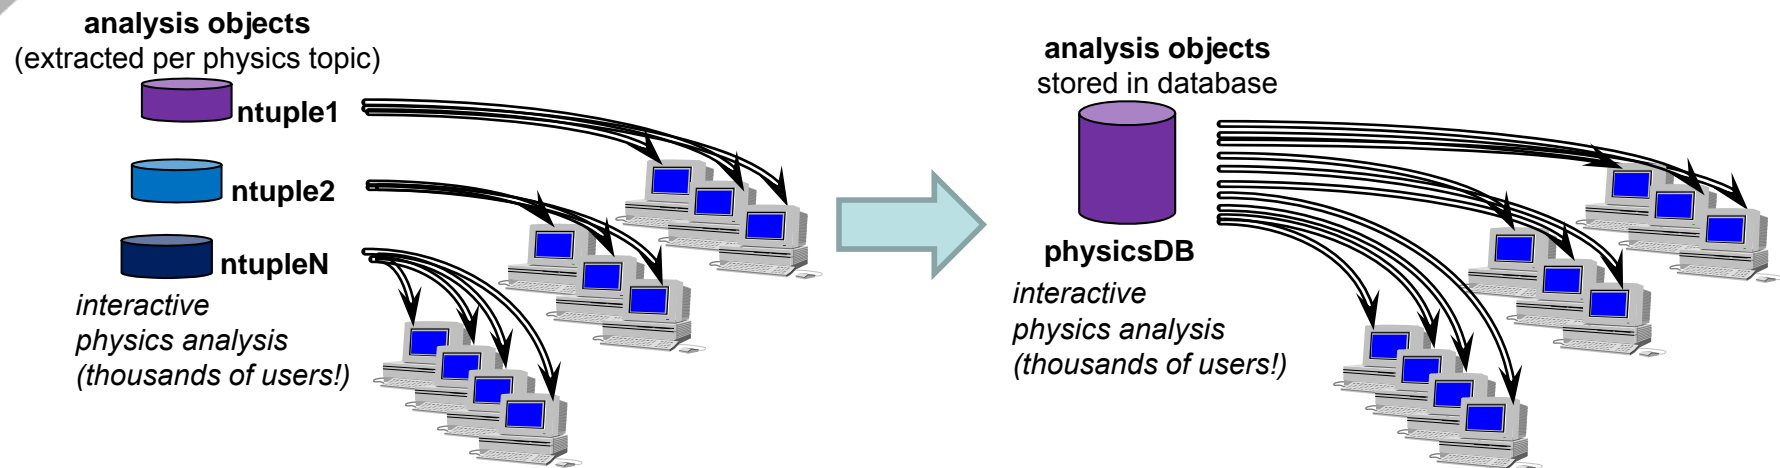 analysis objects
(extracted per physics topic)
ntuple1
ntuple2
ntupleN
interactive
physics analysis
(thousands of users!)
analysis objects
stored in database
physicsDB
interactive
physics analysis
(thousands of users!)